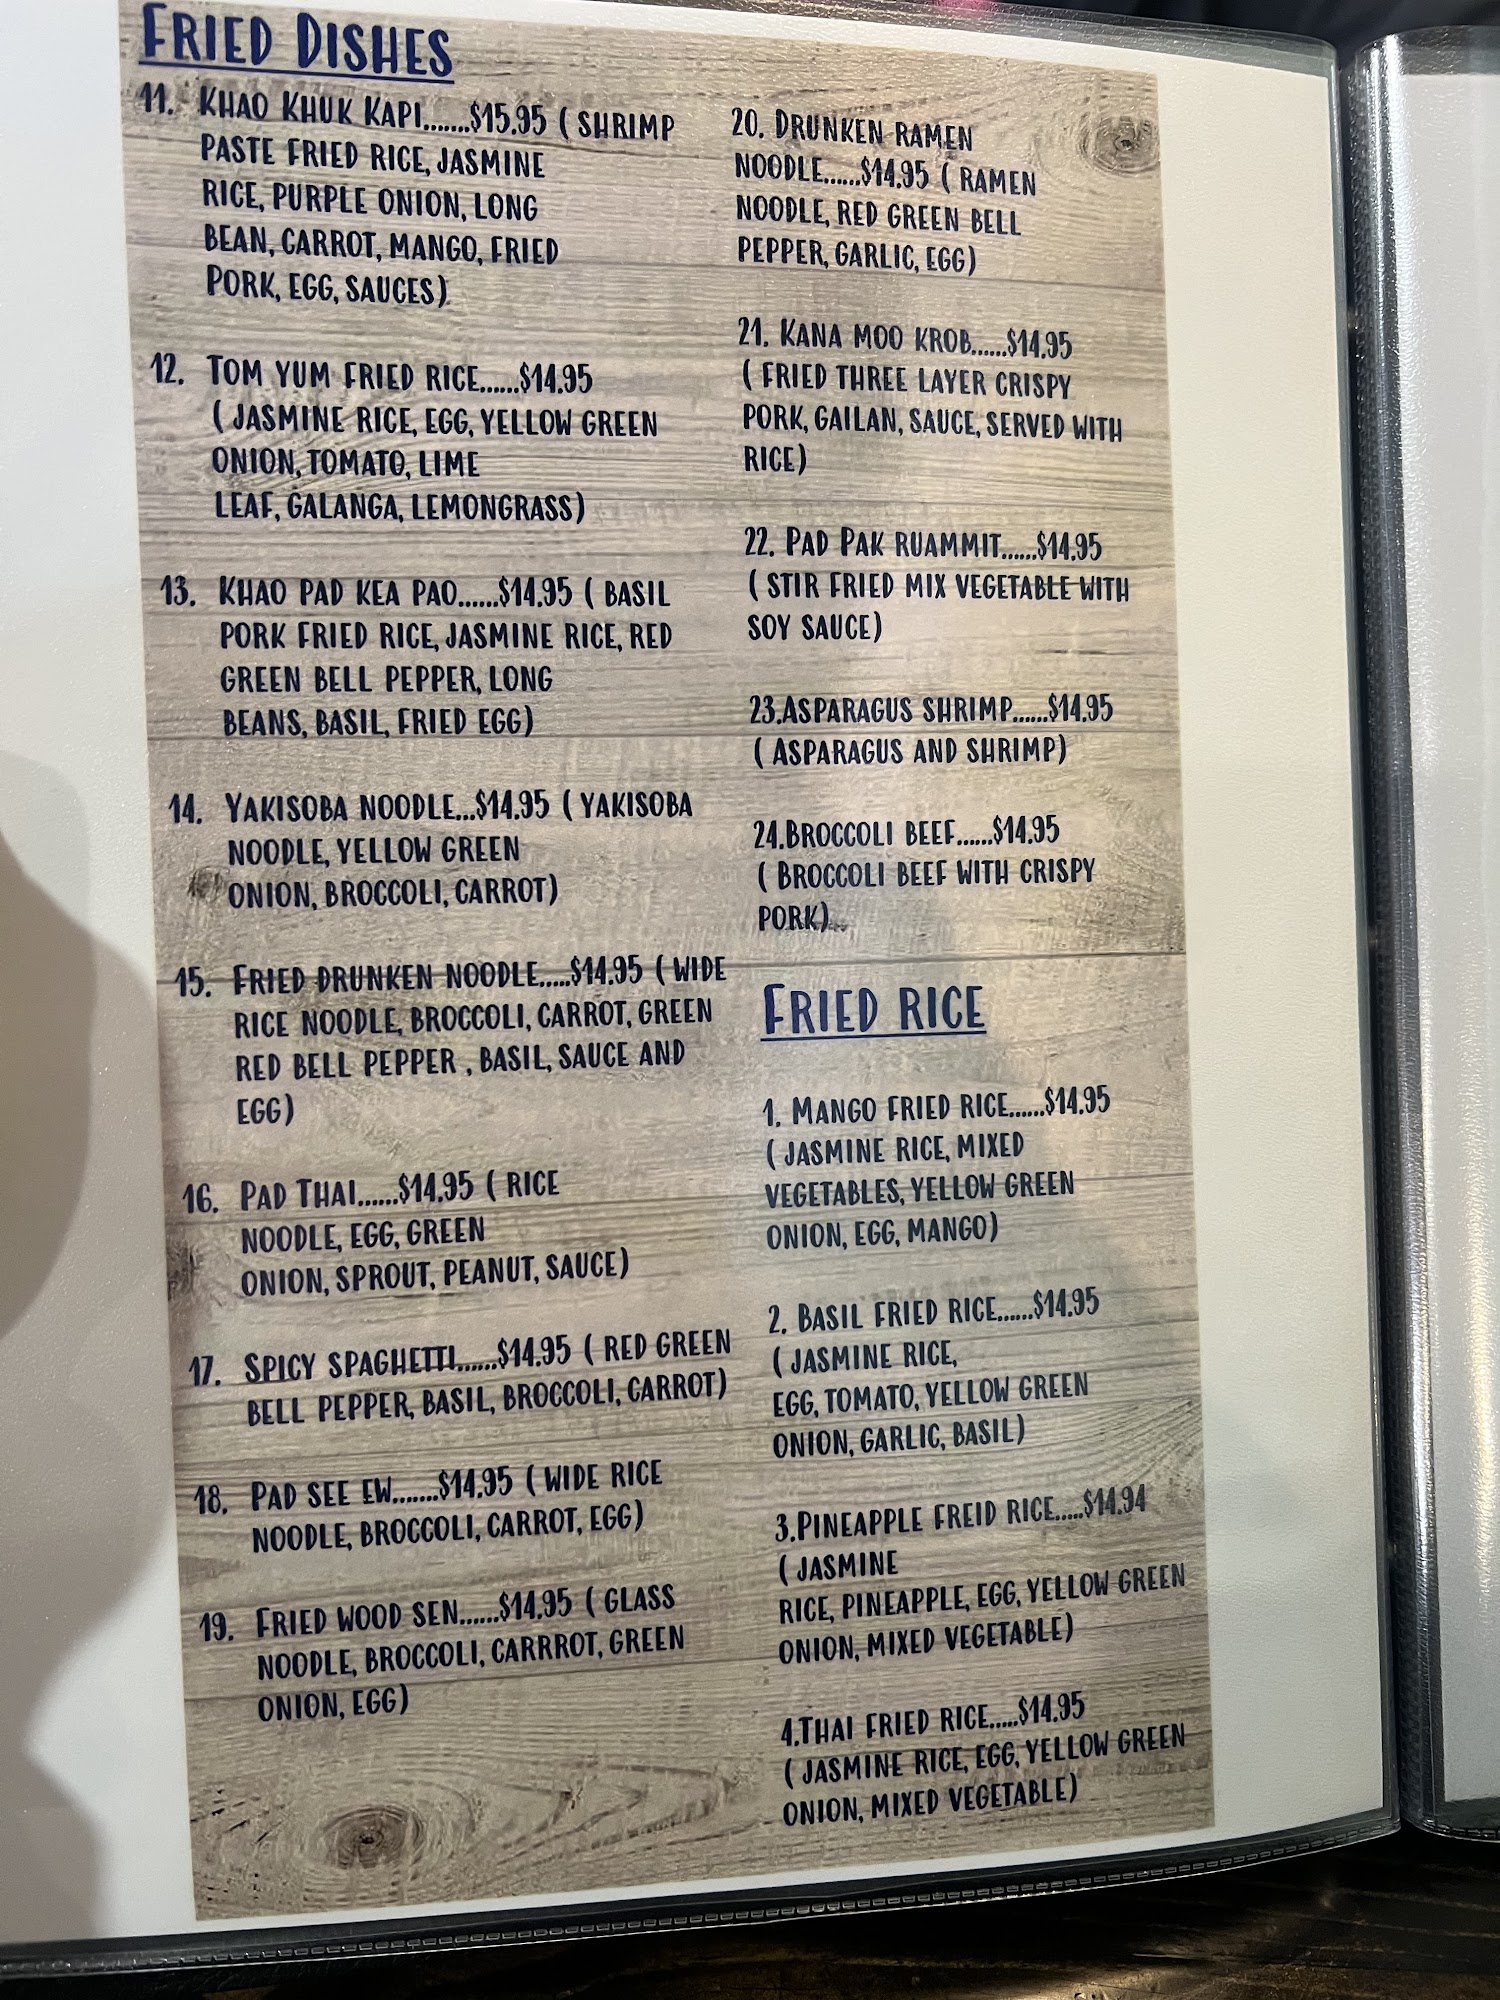 FRIED DISHES
11. KHAO KHUK KAPI.......$15.95 ( SHRIMP
PASTE FRIED RICE, JASMINE
RICE, PURPLE ONION, LONG
BEAN, CARROT, MANGO, FRIED
PORK, EGG, SAUCES)
12. TOM YUM FRIED RICE......$14.95
( JASMINE RICE, EGG, YELLOW GREEN
ONION, TOMATO, LIME
LEAF, GALANGA, LEMONGRASS)
13. KHAO PAD KEA PAO......$14.95 ( BASIL
PORK FRIED RICE, JASMINE RICE, RED
GREEN BELL PEPPER, LONG
BEANS, BASIL, FRIED EGG)
14. YAKISOBA NOODLE...$14.95 ( YAKISOBA
NOODLE, YELLOW GREEN
ONION, BROCCOLI, CARROT)
15. FRIED DRUNKEN NOODLE.....$14.95 ( WIDE
RICE NOODLE, BROCCOLI, CARROT, GREEN
RED BELL PEPPER , BASIL, SAUCE AND
EGG)
16. PAD THAI......$14.95 ( RICE
NOODLE, EGG, GREEN
ONION, SPROUT, PEANUT, SAUCE)
17. SPICY SPAGHETTI......$14.95 ( RED GREEN
BELL PEPPER, BASIL, BROCCOLI, CARROT)
18. PAD SEE EW.......$14.95 ( WIDE RICE
NOODLE, BROCCOLI, CARROT, EGG)
19. FRIED WOOD SEN......$14.95 ( GLASS
NOODLE, BROCCOLI, CARRROT, GREEN
ONION, EGG)
20. DRUNKEN RAMEN
NOODLE......$14.95 ( RAMEN
NOODLE, RED GREEN BELL
PEPPER, GARLIC, EGG)
21. KANA MOO KROB......$14.95
( FRIED THREE LAYER CRISPY
PORK, GAILAN, SAUCE, SERVED WITH
RICE)
22. PAD PAK RUAMMIT......$14.95
( STIR FRIED MIX VEGETABLE WITH
SOY SAUCE)
23.ASPARAGUS SHRIMP......$14.95
( ASPARAGUS AND SHRIMP)
24.BROCCOLI BEEF......$14.95
( BROCCOLI BEEF WITH CRISPY
PORK)..
FRIED RICE
1. MANGO FRIED RICE......$14.95
( JASMINE RICE, MIXED
VEGETABLES, YELLOW GREEN
ONION, EGG, MANGO)
2. BASIL FRIED RICE......$14.95
( JASMINE RICE,
EGG, TOMATO, YELLOW GREEN
ONION, GARLIC, BASIL)
3.PINEAPPLE FREID RICE.....$14.94
( JASMINE
RICE, PINEAPPLE, EGG, YELLOW GREEN
ONION, MIXED VEGETABLE)
4.THAI FRIED RICE.....$14.95
( JASMINE RICE, EGG, YELLOW GREEN
ONION, MIXED VEGETABLE)